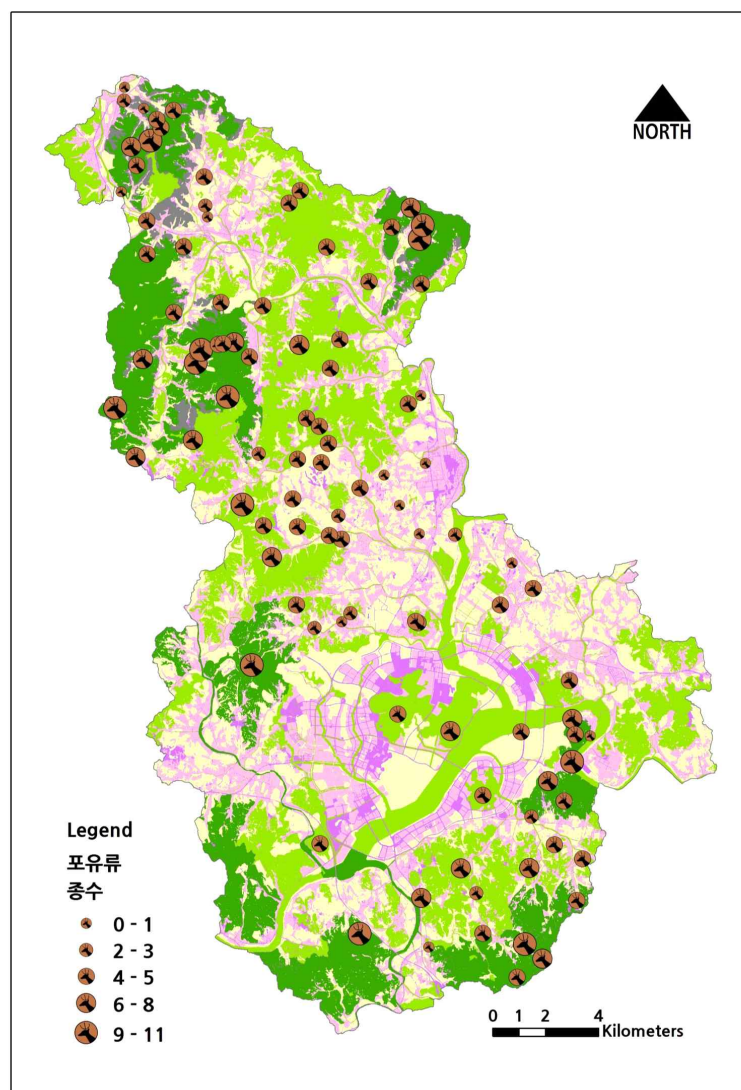 NORTH
Legend
포유류
종수
0 - 1
2 - 3
4 - 5
6 - 8
9 - 11
0 1 2 4
Kilometers